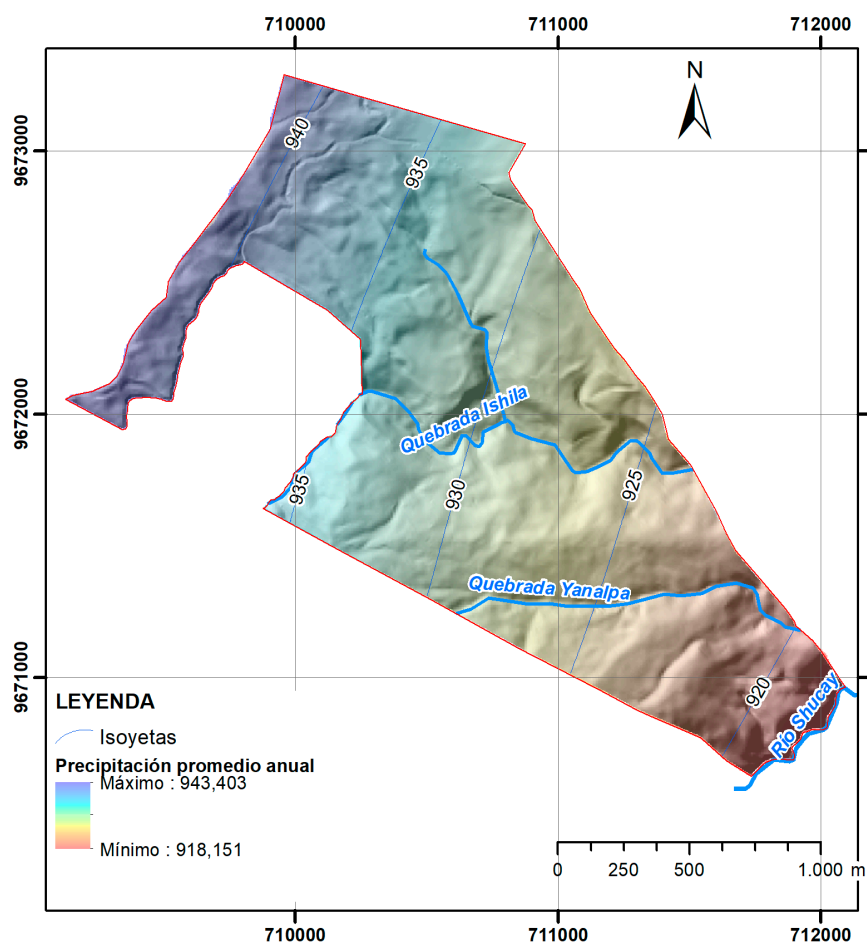 710000
711000
712000
N
9673000
9672000
9671000
940
935
Quebrada Ishila
935
930
925
Quebrada Yanalpa
920
Río Shucay
LEYENDA
Isoyetas
Precipitación promedio anual
Máximo : 943,403
Mínimo : 918,151
0 250 500 1.000 m
710000
711000
712000